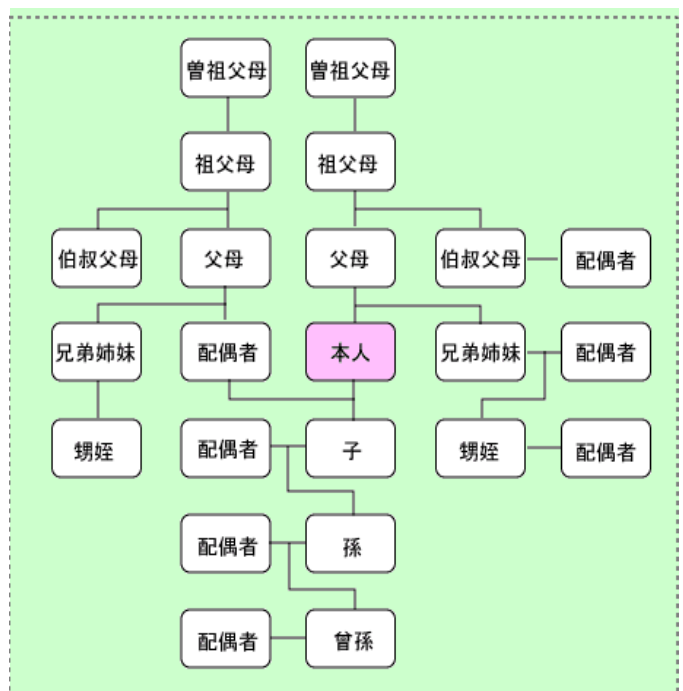 曽祖父母
曽祖父母
祖父母
祖父母
伯叔父母
父母
父母
伯叔父母
配偶者
兄弟姉妹
配偶者
本人
兄弟姉妹
配偶者
甥姪
配偶者
子
甥姪
配偶者
配偶者
孫
配偶者
曾孫